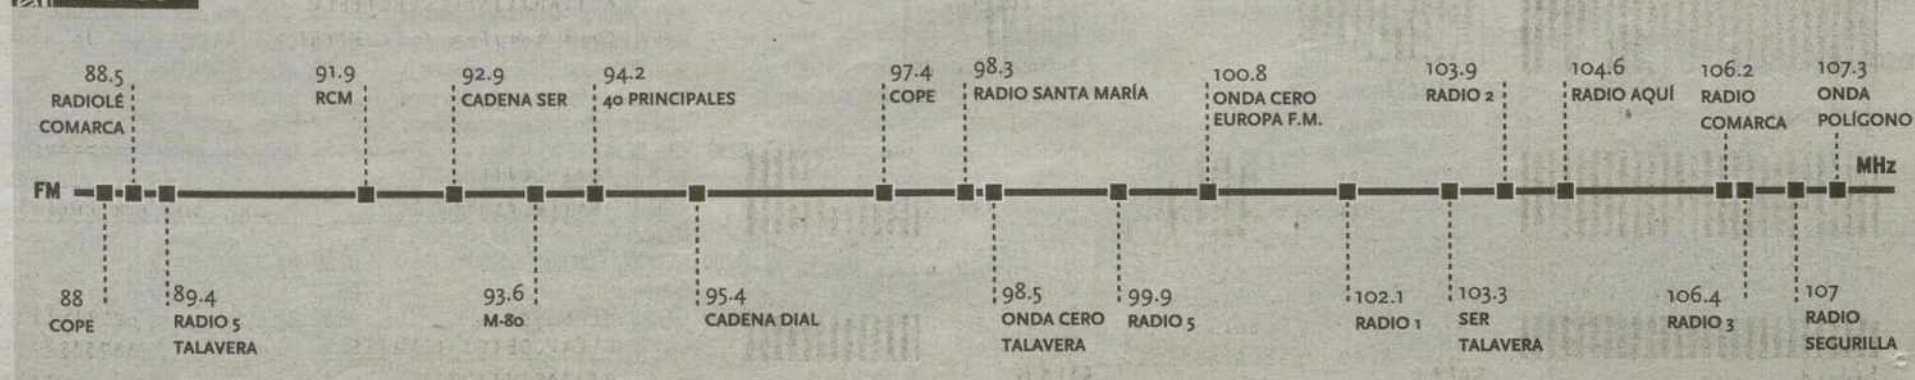 88.5
RADIOLÉ
COMARCA
91.9
RCM
92.9
CADENA SER
94.2
40 PRINCIPALES
97.4
COPE
98.3
RADIO SANTA MARÍA
100.8
ONDA CERO
EUROPA F.M.
103.9
RADIO 2
104.6
RADIO AQUÍ
106.2
RADIO
COMARCA
107.3
ONDA
POLÍGONO
FM
MHz
88
COPE
89.4
RADIO 5
TALAVERA
93.6
M-80
95.4
CADENA DIAL
98.5
ONDA CERO
TALAVERA
99.9
RADIO 5
102.1
RADIO 1
103.3
SER
TALAVERA
106.4
RADIO 3
107
RADIO
SEGURILLA